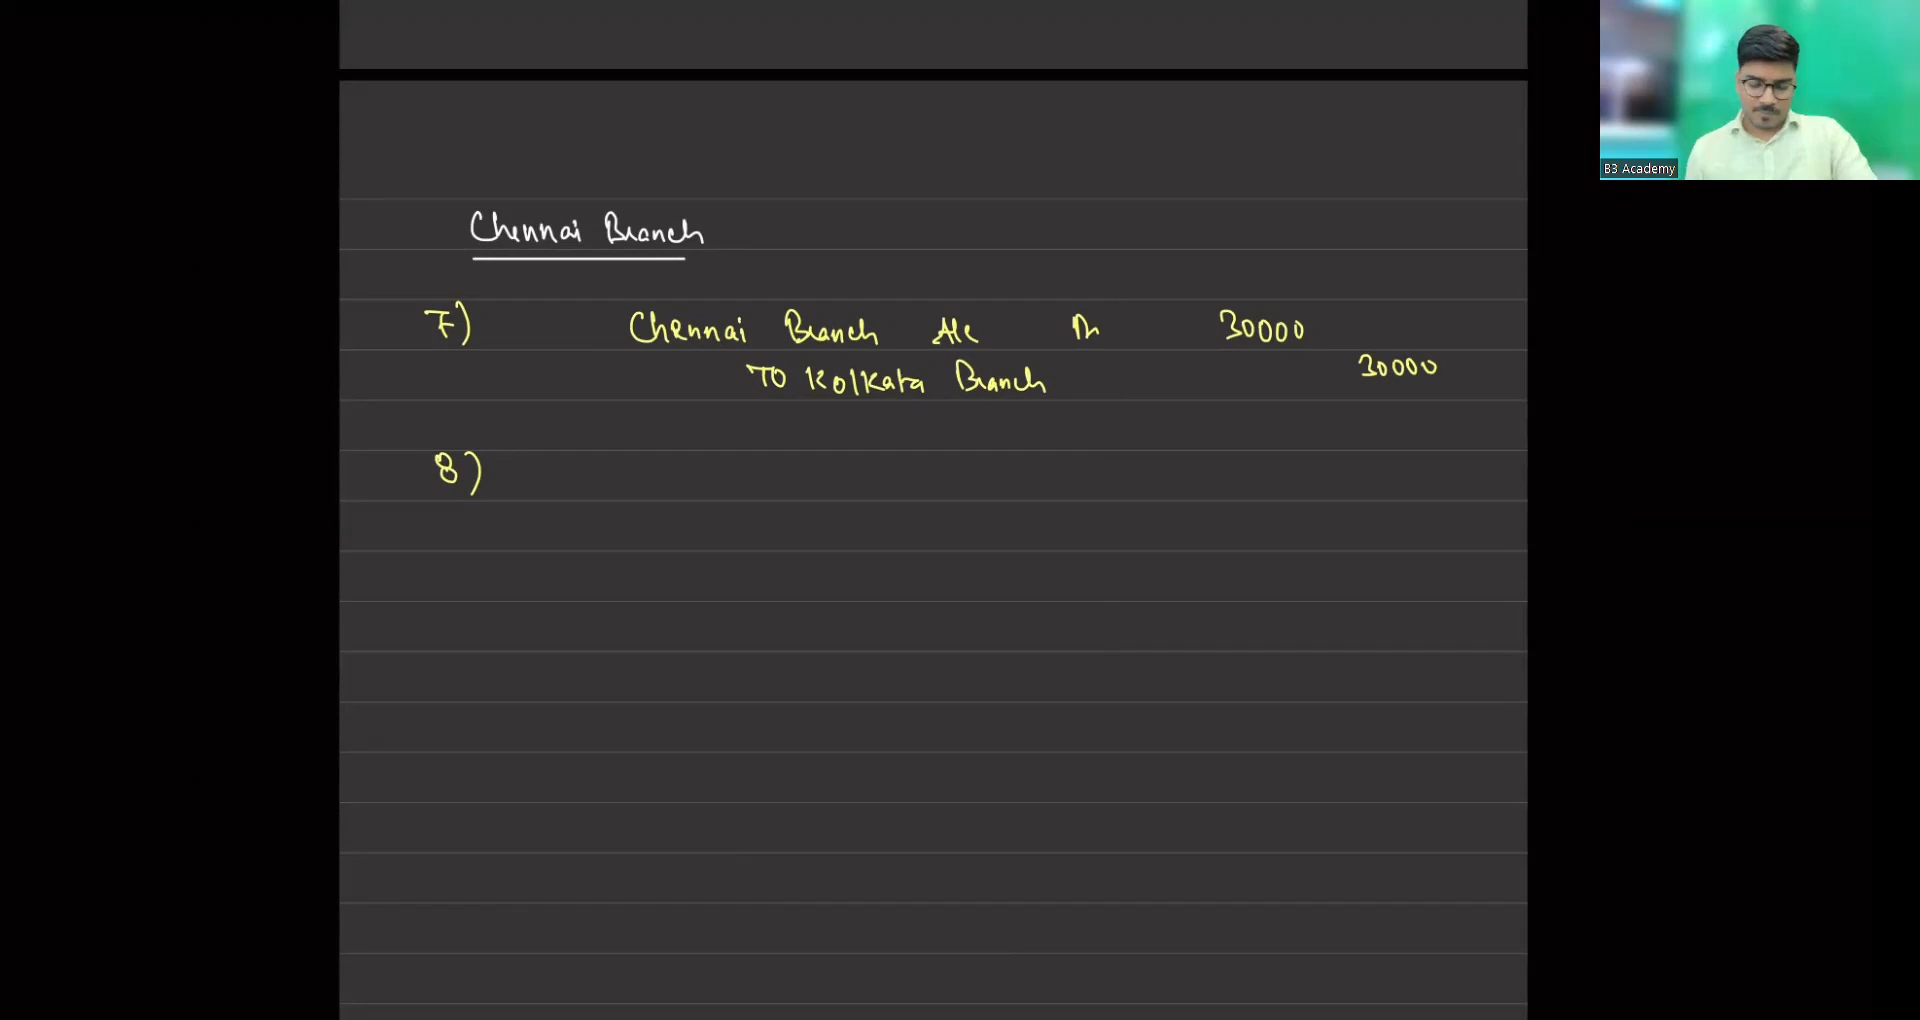 B3 Academy
Chennai Branch
7) Chennai Branch A/c Dr 30000
To Kolkata Branch 30000
8)